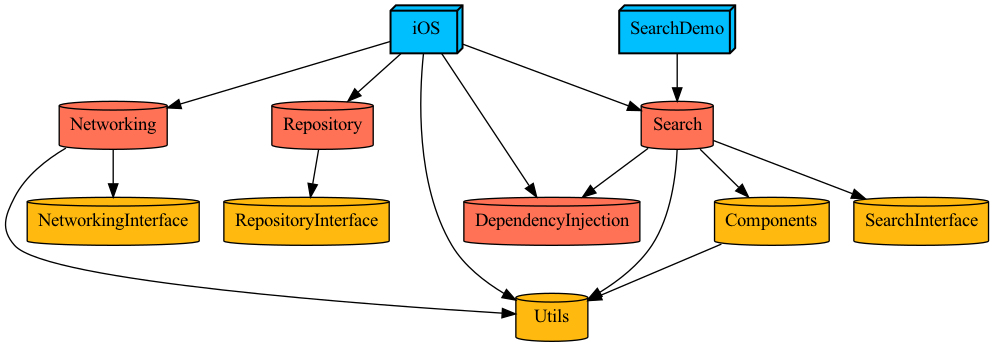 iOS
SearchDemo
Networking
Repository
Search
NetworkingInterface
RepositoryInterface
DependencyInjection
Components
SearchInterface
Utils